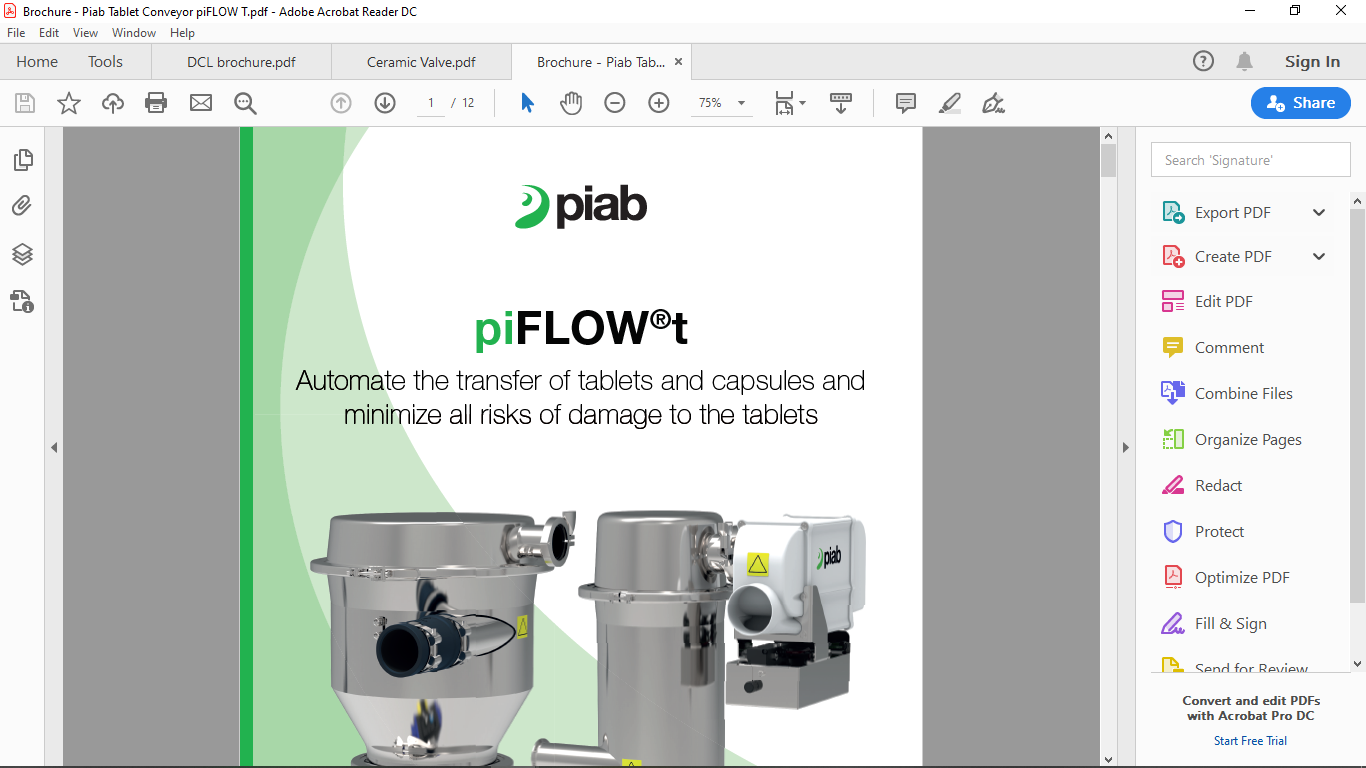 Brochure - Piab Tablet Conveyor piFLOW T.pdf - Adobe Acrobat Reader DC
File Edit View Window Help
Home Tools DCL brochure.pdf Ceramic Valve.pdf Brochure - Piab Tab... × Sign In
1 / 12 75% Share
piab
piFLOW®t
Automate the transfer of tablets and capsules and
minimize all risks of damage to the tablets
piab
Search 'Signature'
Export PDF
Create PDF
Edit PDF
Comment
Combine Files
Organize Pages
Redact
Protect
Optimize PDF
Fill & Sign
Send for Review
Convert and edit PDFs
with Acrobat Pro DC
Start Free Trial